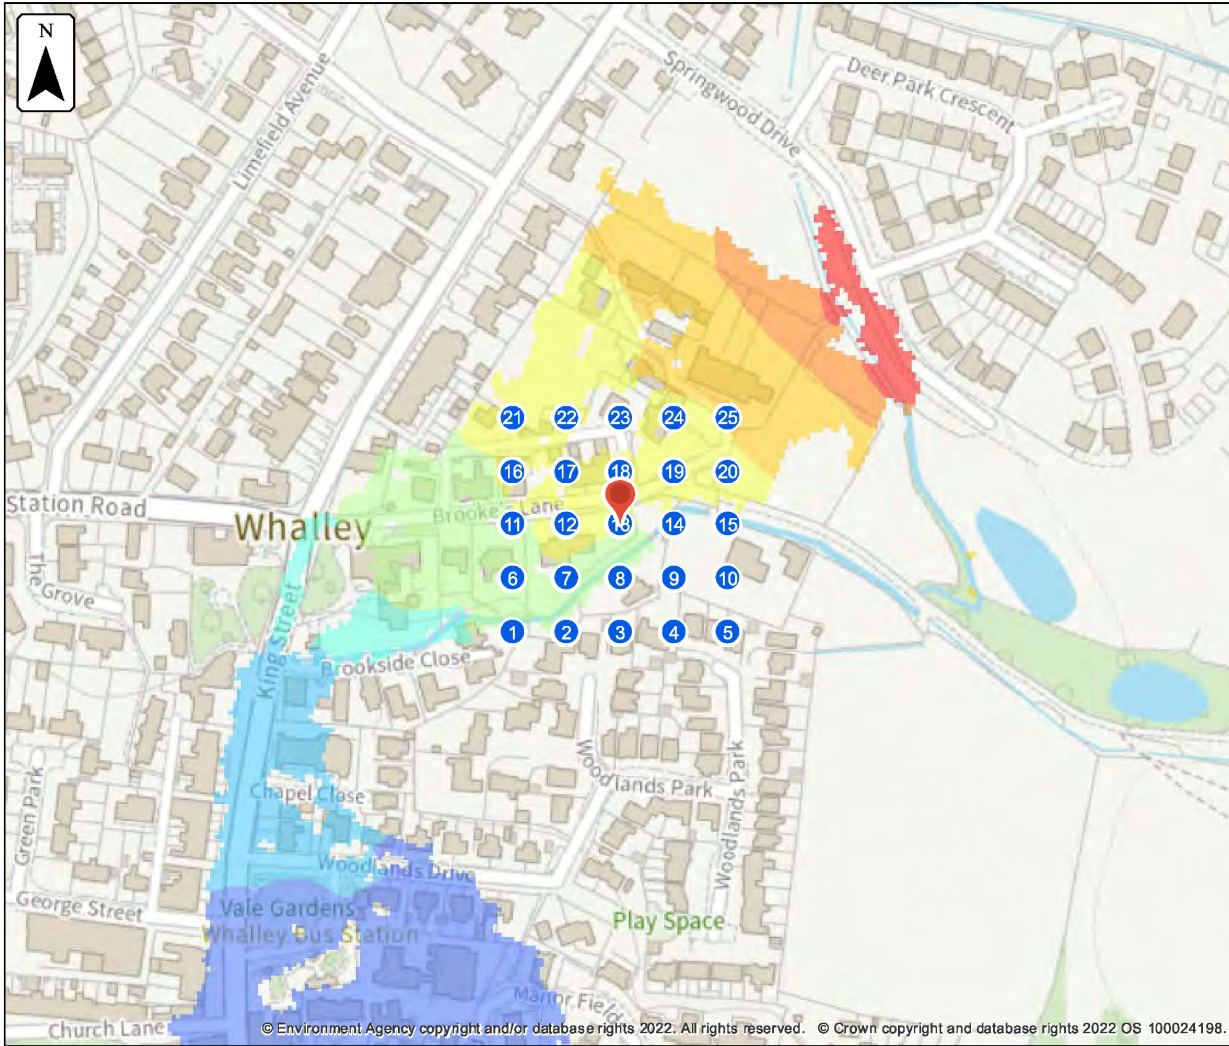 N
Limefield Avenue
Springwood Drive
Deer Park Crescent
21 22 23 24 25
16 17 18 19 20
Station Road
Whalley
Brooke's Lane
11 12 13 14 15
The Grove
6 7 8 9 10
King Street
1 2 3 4 5
Brookside Close
Woodlands Park
Woodlands Park
Chapel Close
Green Park
Woodlands Drive
George Street
Vale Gardens
Whalley Bus Station
Play Space
Manor Field
Church Lane
© Environment Agency copyright and/or database rights 2022. All rights reserved. © Crown copyright and database rights 2022 OS 100024198.